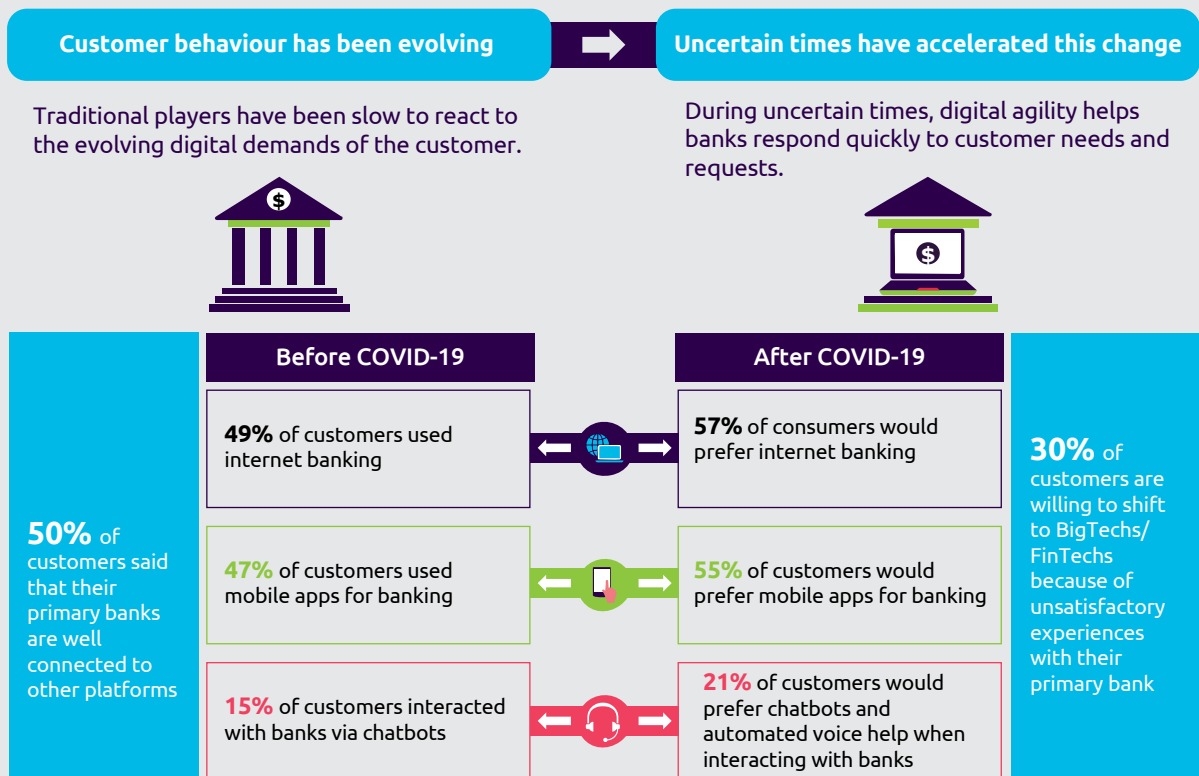 Customer behaviour has been evolving
Uncertain times have accelerated this change
Traditional players have been slow to react to
the evolving digital demands of the customer.
During uncertain times, digital agility helps
banks respond quickly to customer needs and
requests.
$
$
50% of
customers said
that their
primary banks
are well
connected to
other platforms
Before COVID-19
49% of customers used
internet banking
47% of customers used
mobile apps for banking
15% of customers interacted
with banks via chatbots
After COVID-19
57% of consumers would
prefer internet banking
55% of customers would
prefer mobile apps for banking
21% of customers would
prefer chatbots and
automated voice help when
interacting with banks
30% of
customers are
willing to shift
to BigTechs/
FinTechs
because of
unsatisfactory
experiences
with their
primary bank